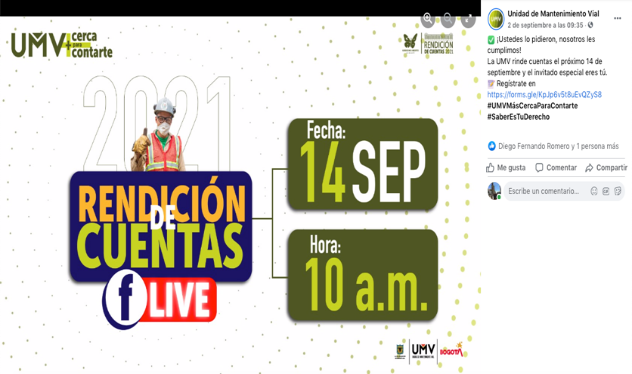 UMV+ cerca
para
contarte
RENDICIÓN
DE CUENTAS 2021
2021
RENDICIÓN
DE
CUENTAS
f LIVE
Fecha:
14 SEP
Hora:
10 a.m.
UMV
BOGOTÁ
Unidad de Mantenimiento Vial
2 de septiembre a las 09:35 ·
✅ ¡Ustedes lo pidieron, nosotros les
cumplimos!
La UMV rinde cuentas el próximo 14 de
septiembre y el invitado especial eres tú.
Regístrate en
https://forms.gle/KpJp6v5t8uEvQZyS8
#UMVMásCercaParaContarte
#SaberEsTuDerecho
Diego Fernando Romero y 1 persona más
Me gusta
Comentar
Compartir
Escribe un comentario...